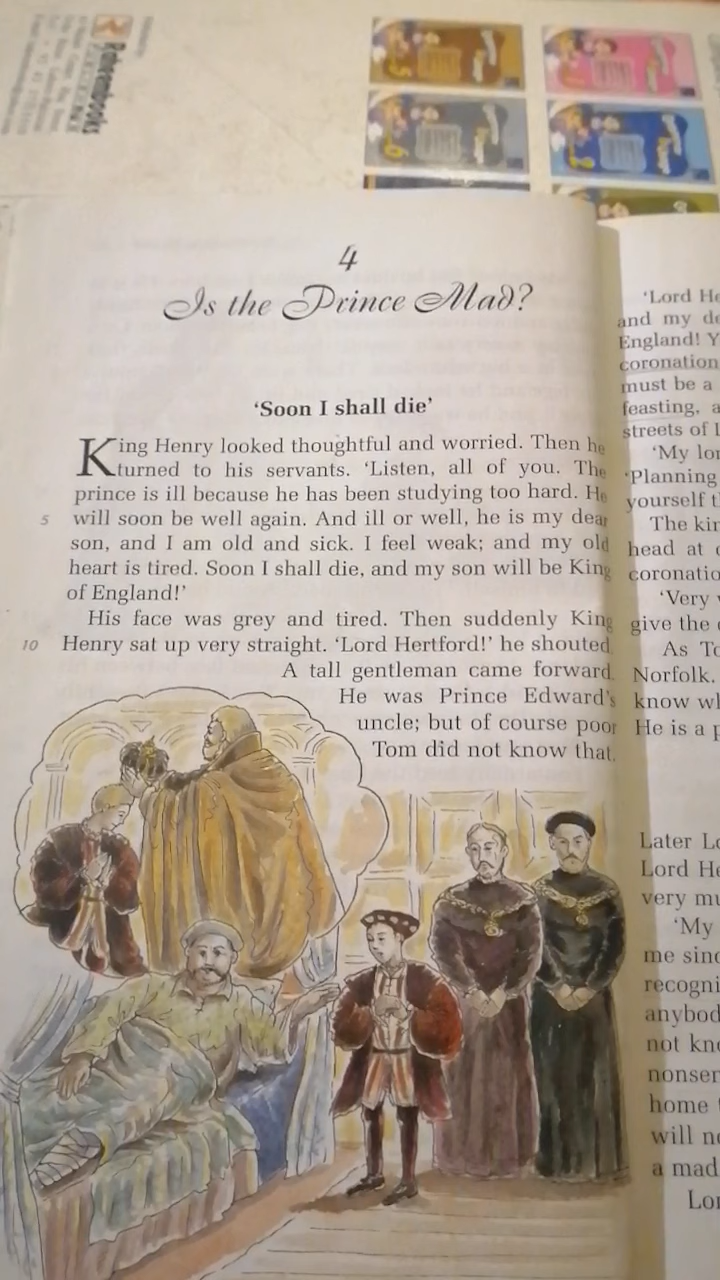 Remembooks
4
Is the Prince Mad?
'Soon I shall die'
King Henry looked thoughtful and worried. Then he
turned to his servants. 'Listen, all of you. The
prince is ill because he has been studying too hard. He
5 will soon be well again. And ill or well, he is my dear
son, and I am old and sick. I feel weak; and my old
heart is tired. Soon I shall die, and my son will be King
of England!'
His face was grey and tired. Then suddenly King
10 Henry sat up very straight. 'Lord Hertford!' he shouted.
A tall gentleman came forward.
He was Prince Edward's
uncle; but of course poor
Tom did not know that.
'Lord He
and my de
England! Y
coronation
must be a
feasting, a
streets of L
'My lor
'Planning
yourself t
The kin
head at c
coronatio
'Very
give the c
As To
Norfolk.
know wh
He is a p
Later Lo
Lord He
very mu
'My
me sinc
recogni
anybod
not kno
nonsen
home
will no
a mad
Lor